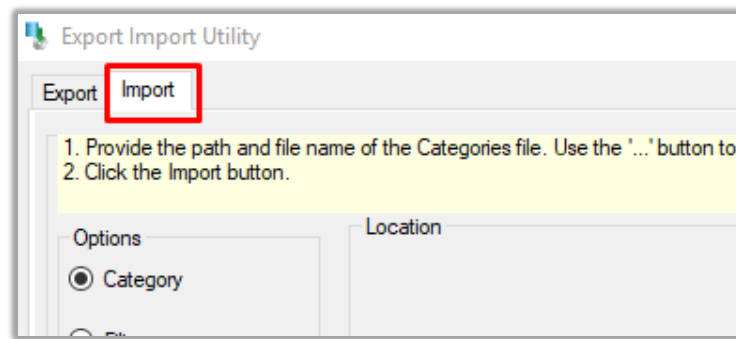 Export Import Utility
Export Import
1. Provide the path and file name of the Categories file. Use the '...' button to
2. Click the Import button.
Options
Location
Category